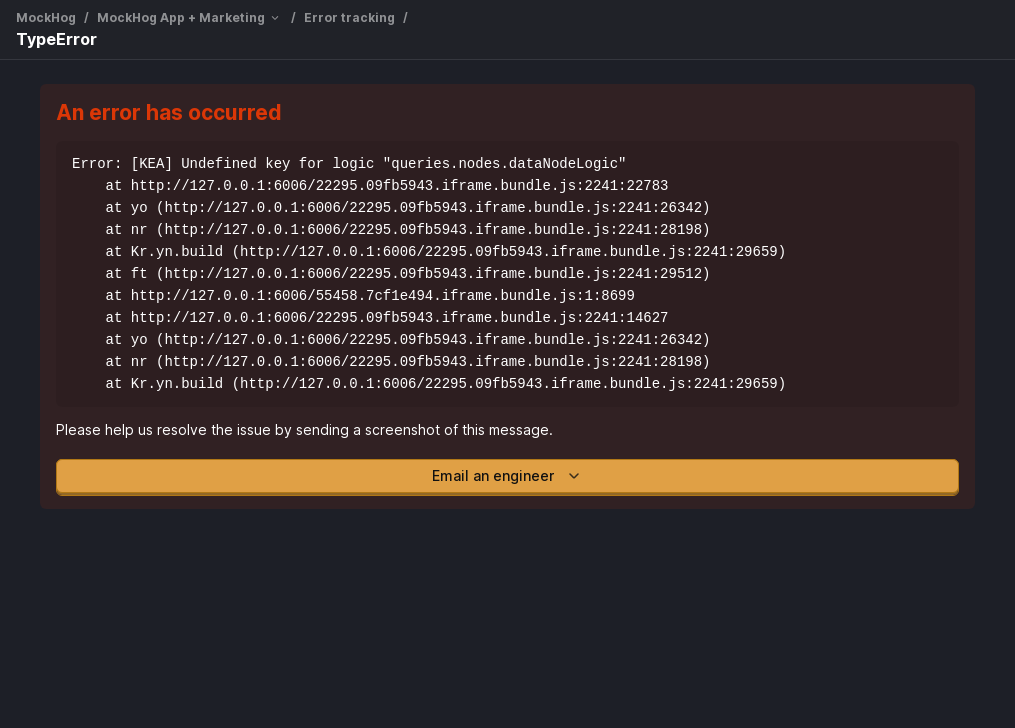 MockHog / MockHog App + Marketing / Error tracking /
TypeError
An error has occurred
Error: [KEA] Undefined key for logic "queries.nodes.dataNodeLogic"
    at http://127.0.0.1:6006/22295.09fb5943.iframe.bundle.js:2241:22783
    at yo (http://127.0.0.1:6006/22295.09fb5943.iframe.bundle.js:2241:26342)
    at nr (http://127.0.0.1:6006/22295.09fb5943.iframe.bundle.js:2241:28198)
    at Kr.yn.build (http://127.0.0.1:6006/22295.09fb5943.iframe.bundle.js:2241:29659)
    at ft (http://127.0.0.1:6006/22295.09fb5943.iframe.bundle.js:2241:29512)
    at http://127.0.0.1:6006/55458.7cf1e494.iframe.bundle.js:1:8699
    at http://127.0.0.1:6006/22295.09fb5943.iframe.bundle.js:2241:14627
    at yo (http://127.0.0.1:6006/22295.09fb5943.iframe.bundle.js:2241:26342)
    at nr (http://127.0.0.1:6006/22295.09fb5943.iframe.bundle.js:2241:28198)
    at Kr.yn.build (http://127.0.0.1:6006/22295.09fb5943.iframe.bundle.js:2241:29659)
Please help us resolve the issue by sending a screenshot of this message.
Email an engineer